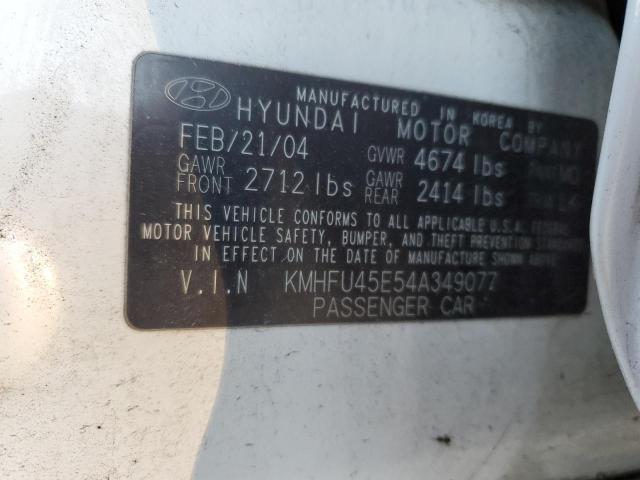 MANUFACTURED IN KOREA BY
HYUNDAI MOTOR COMPANY
FEB/21/04 GVWR 4674 lbs
GAWR FRONT 2712 lbs GAWR REAR 2414 lbs
THIS VEHICLE CONFORMS TO ALL APPLICABLE U.S.A. FEDERAL
MOTOR VEHICLE SAFETY, BUMPER, AND THEFT PREVENTION STANDARDS
IN EFFECT ON THE DATE OF MANUFACTURE SHOWN ABOVE.
V.I.N KMHFU45E54A349077
PASSENGER CAR